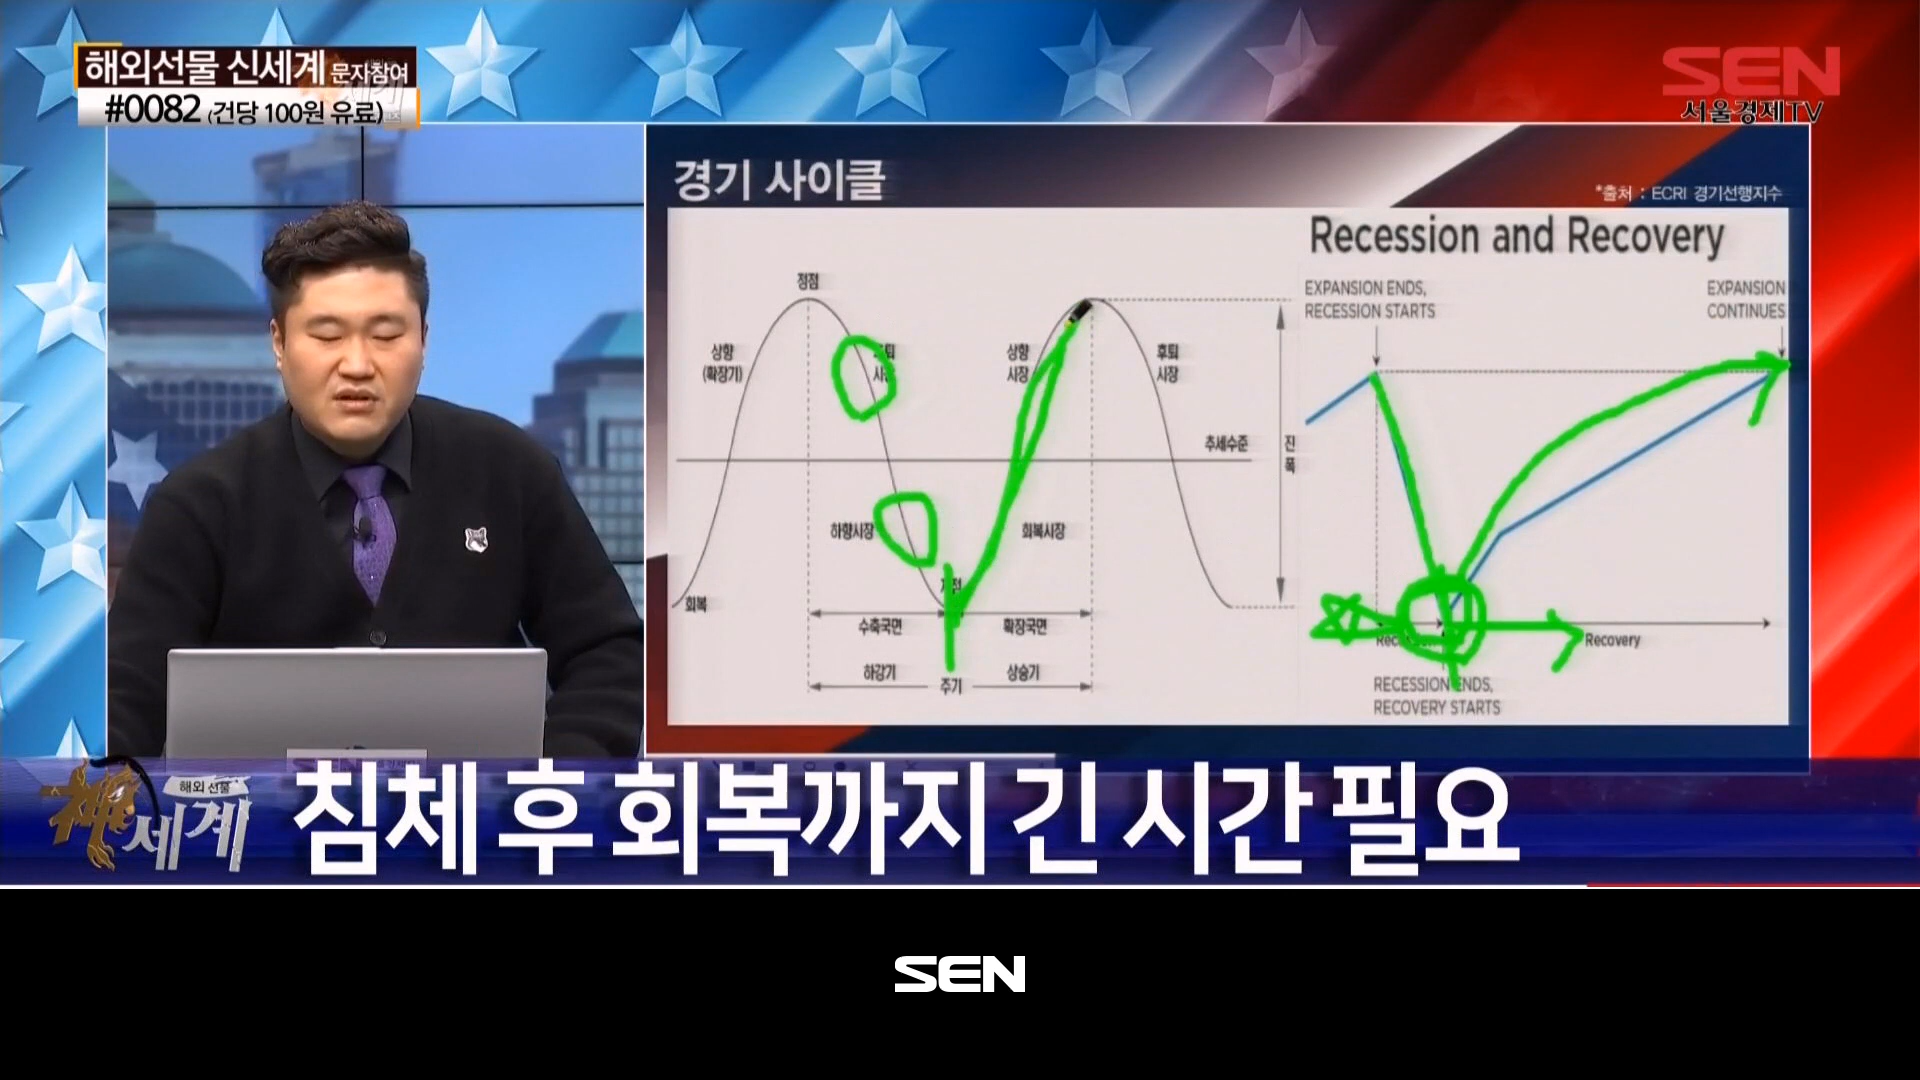 해외선물 신세계 문자참여
#0082 (건당 100원 유료)
SEN
서울경제TV
경기 사이클
*출처 : ECRI 경기선행지수
정점
상향
(확장기)
시장
하향시장
회복
수축국면
하강기
주기
상향
시장
후퇴
시장
추세수준
진폭
회복시장
확장국면
상승기
Recession and Recovery
EXPANSION ENDS,
RECESSION STARTS
EXPANSION
CONTINUES
Recovery
RECESSION ENDS,
RECOVERY STARTS
해외선물
神세계
침체 후 회복까지 긴 시간 필요
SEN